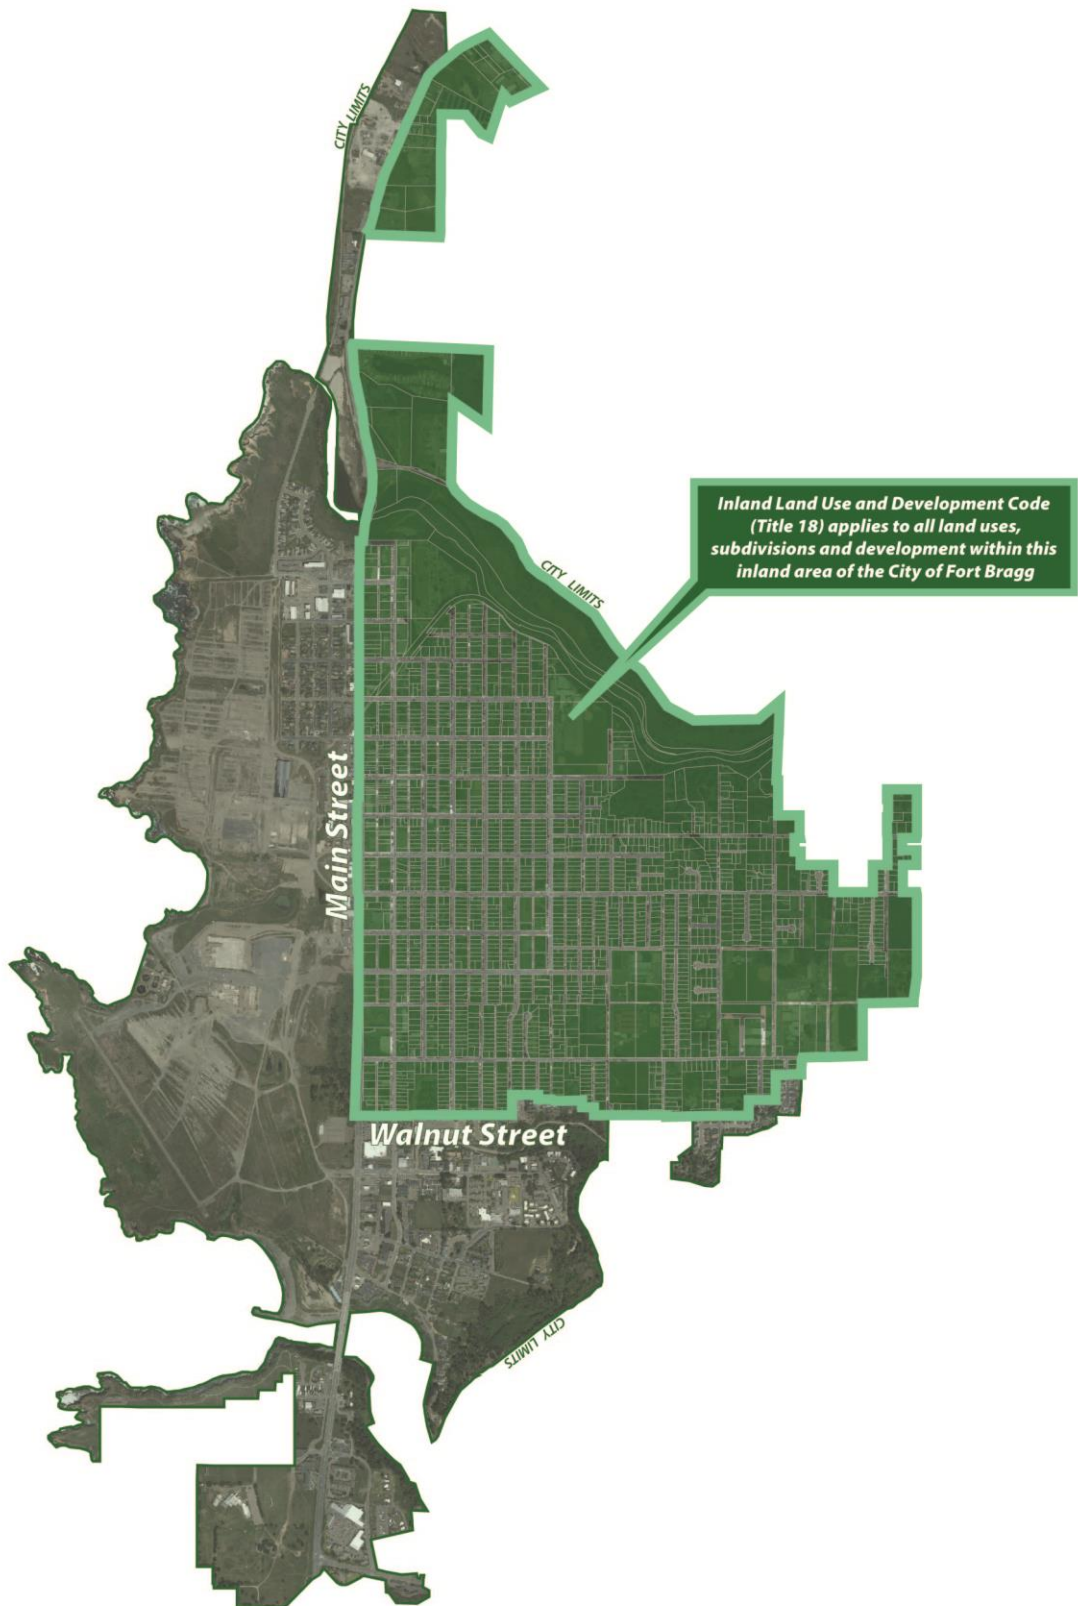 CITY LIMITS
Inland Land Use and Development Code
(Title 18) applies to all land uses,
subdivisions and development within this
inland area of the City of Fort Bragg
CITY LIMITS
Main Street
Walnut Street
CITY LIMITS